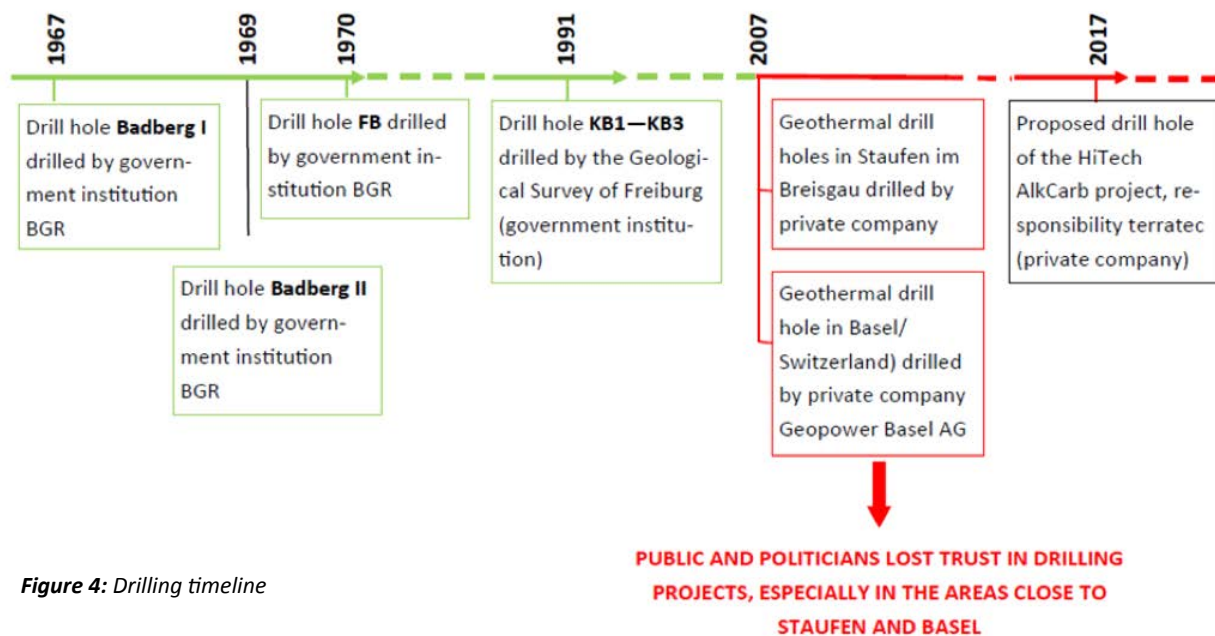 1967
1969
1970
1991
2007
2017
Drill hole Badberg I
drilled by govern-
ment institution
BGR
Drill hole Badberg II
drilled by govern-
ment institution
BGR
Drill hole FB drilled
by government in-
stitution BGR
Drill hole KB1—KB3
drilled by the Geologi-
cal Survey of Freiburg
(government institu-
tion)
Geothermal drill
holes in Staufen im
Breisgau drilled by
private company
Geothermal drill
hole in Basel/
Switzerland) drilled
by private company
Geopower Basel AG
Proposed drill hole
of the HiTech
AlkCarb project, re-
sponsibility terratec
(private company)
PUBLIC AND POLITICIANS LOST TRUST IN DRILLING
PROJECTS, ESPECIALLY IN THE AREAS CLOSE TO
STAUFEN AND BASEL
Figure 4: Drilling timeline